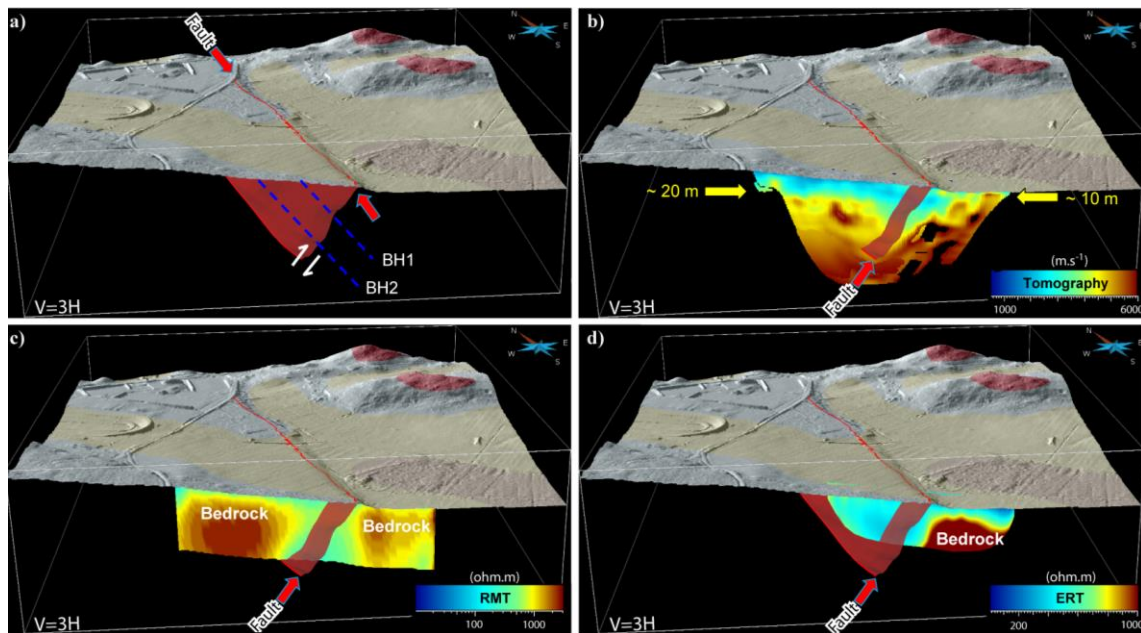 a)
Fault
N
E
W
S
BH1
BH2
V=3H
b)
N
E
W
S
~ 20 m
~ 10 m
Fault
(m.s⁻¹)
Tomography
1000 6000
V=3H
c)
N
E
W
S
Bedrock
Bedrock
Fault
(ohm.m)
RMT
100 1000
V=3H
d)
N
E
W
S
Bedrock
Fault
(ohm.m)
ERT
200 1000
V=3H